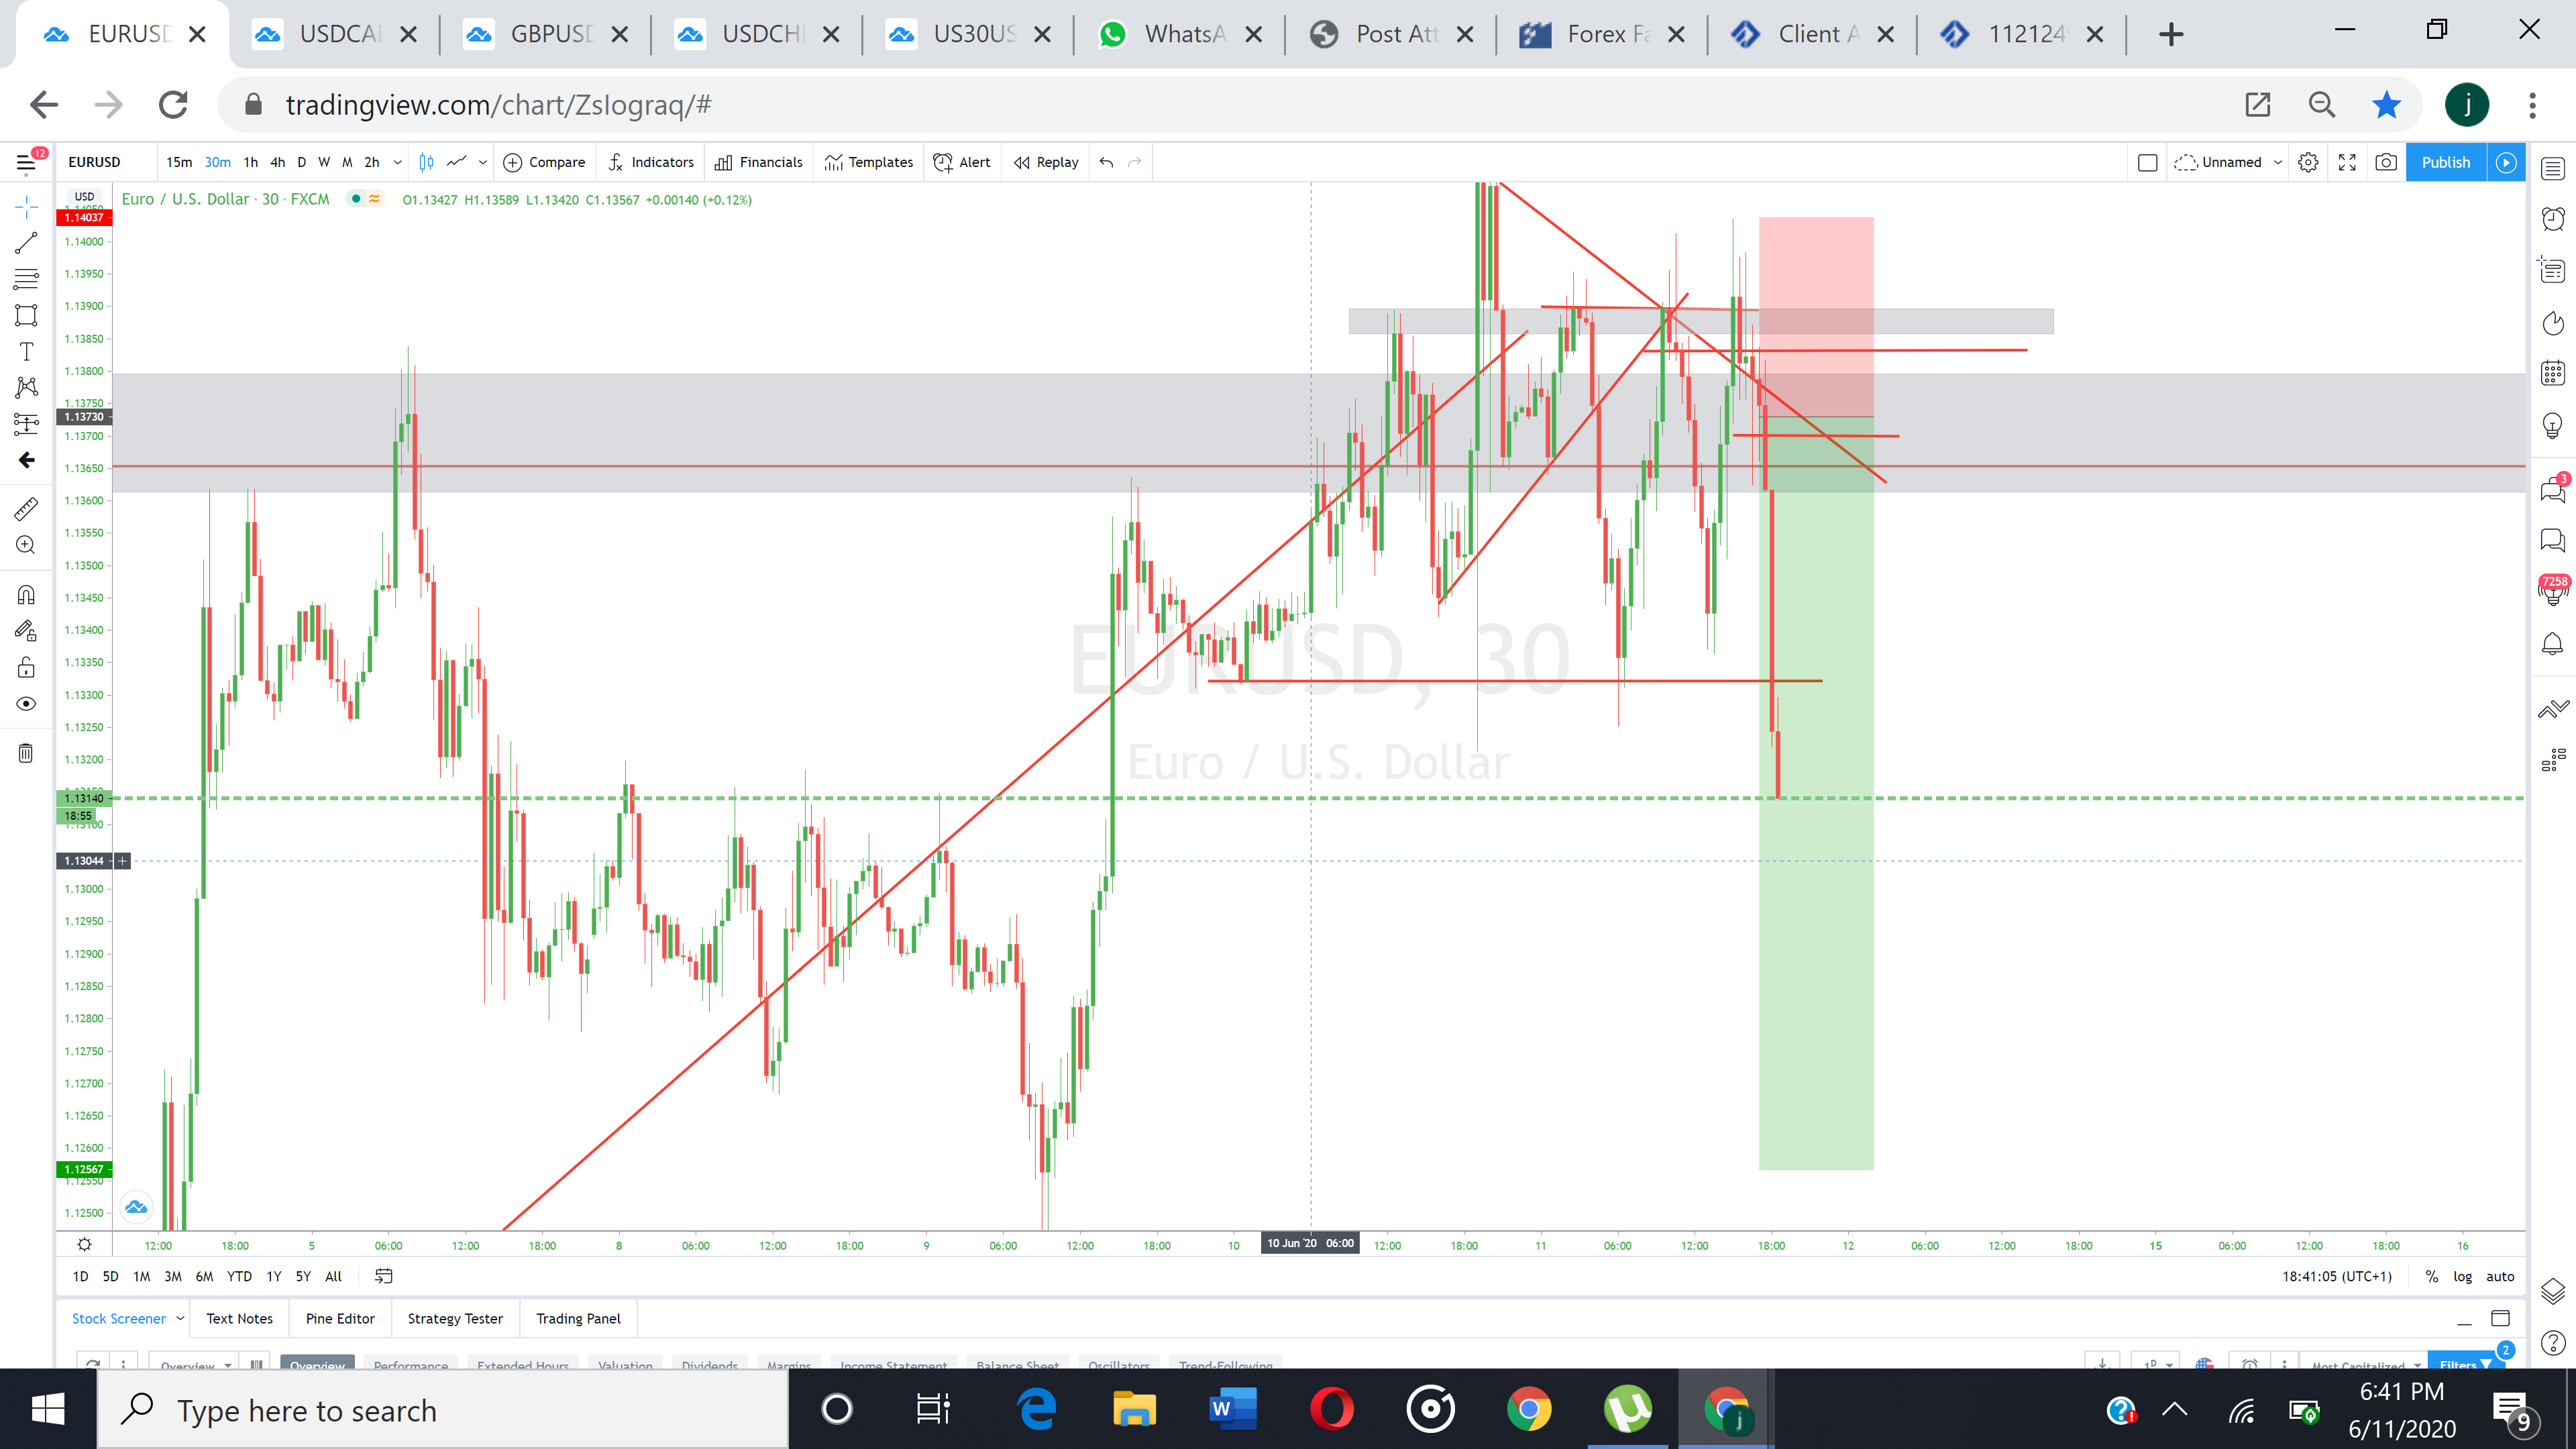 EURUSD
USDCAD
GBPUSD
USDCH
US30US
WhatsA
Post Att
Forex Fa
Client A
112124
tradingview.com/chart/ZsIograq/#
j
12
EURUSD 15m 30m 1h 4h D W M 2h Compare Indicators Financials Templates Alert Replay Unnamed Publish
USD Euro / U.S. Dollar · 30 · FXCM O1.13427 H1.13589 L1.13420 C1.13567 +0.00140 (+0.12%)
1.14037
1.14000
1.13950
1.13900
1.13850
1.13800
1.13750
1.13730
1.13700
1.13650
1.13600
1.13550
1.13500
1.13450
1.13400
1.13350
1.13300
1.13250
1.13200
1.13140
18:55
1.13100
1.13044
1.13000
1.12950
1.12900
1.12850
1.12800
1.12750
1.12700
1.12650
1.12600
1.12567
1.12550
1.12500
EURUSD, 30
Euro / U.S. Dollar
3
7258
12:00 18:00 5 06:00 12:00 18:00 8 06:00 12:00 18:00 9 06:00 12:00 18:00 10 10 Jun '20 06:00 12:00 18:00 11 06:00 12:00 18:00 12 06:00 12:00 18:00 15 06:00 12:00 18:00 16
1D 5D 1M 3M 6M YTD 1Y 5Y All 18:41:05 (UTC+1) % log auto
Stock Screener Text Notes Pine Editor Strategy Tester Trading Panel
2
Overview Overview Performance Extended Hours Valuation Dividends Margins Income Statement Balance Sheet Oscillators Trend-Following 1D Most Capitalized Filters
Type here to search
W
j
6:41 PM
6/11/2020
9